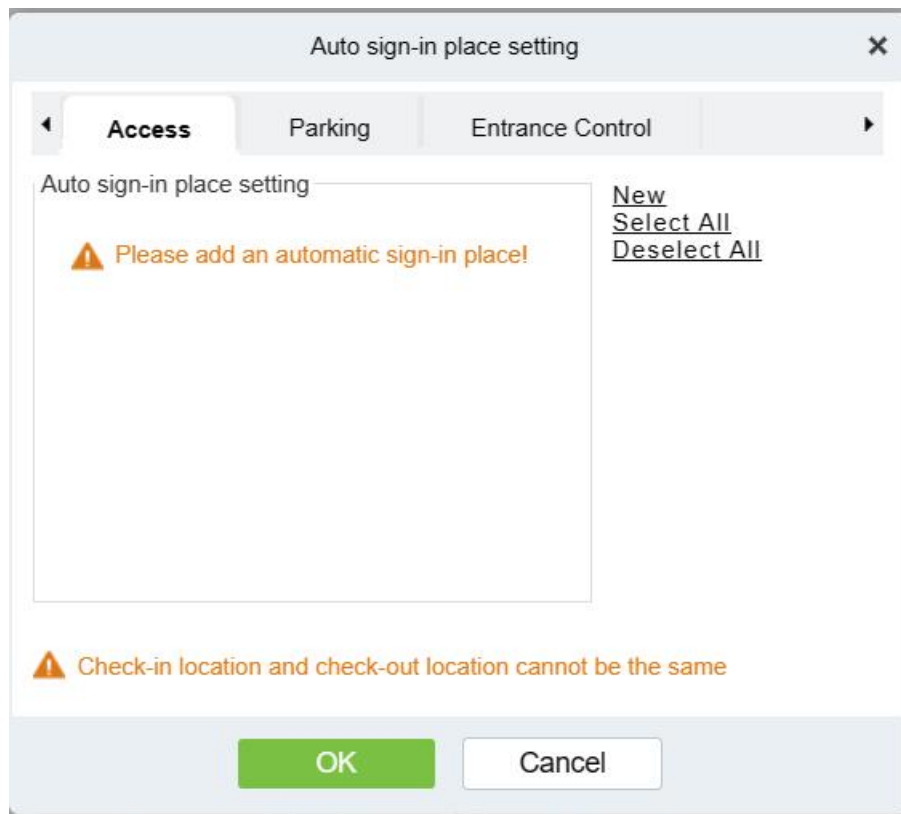 Auto sign-in place setting
Access Parking Entrance Control
Auto sign-in place setting
New
Select All
Deselect All
Please add an automatic sign-in place!
Check-in location and check-out location cannot be the same
OK Cancel